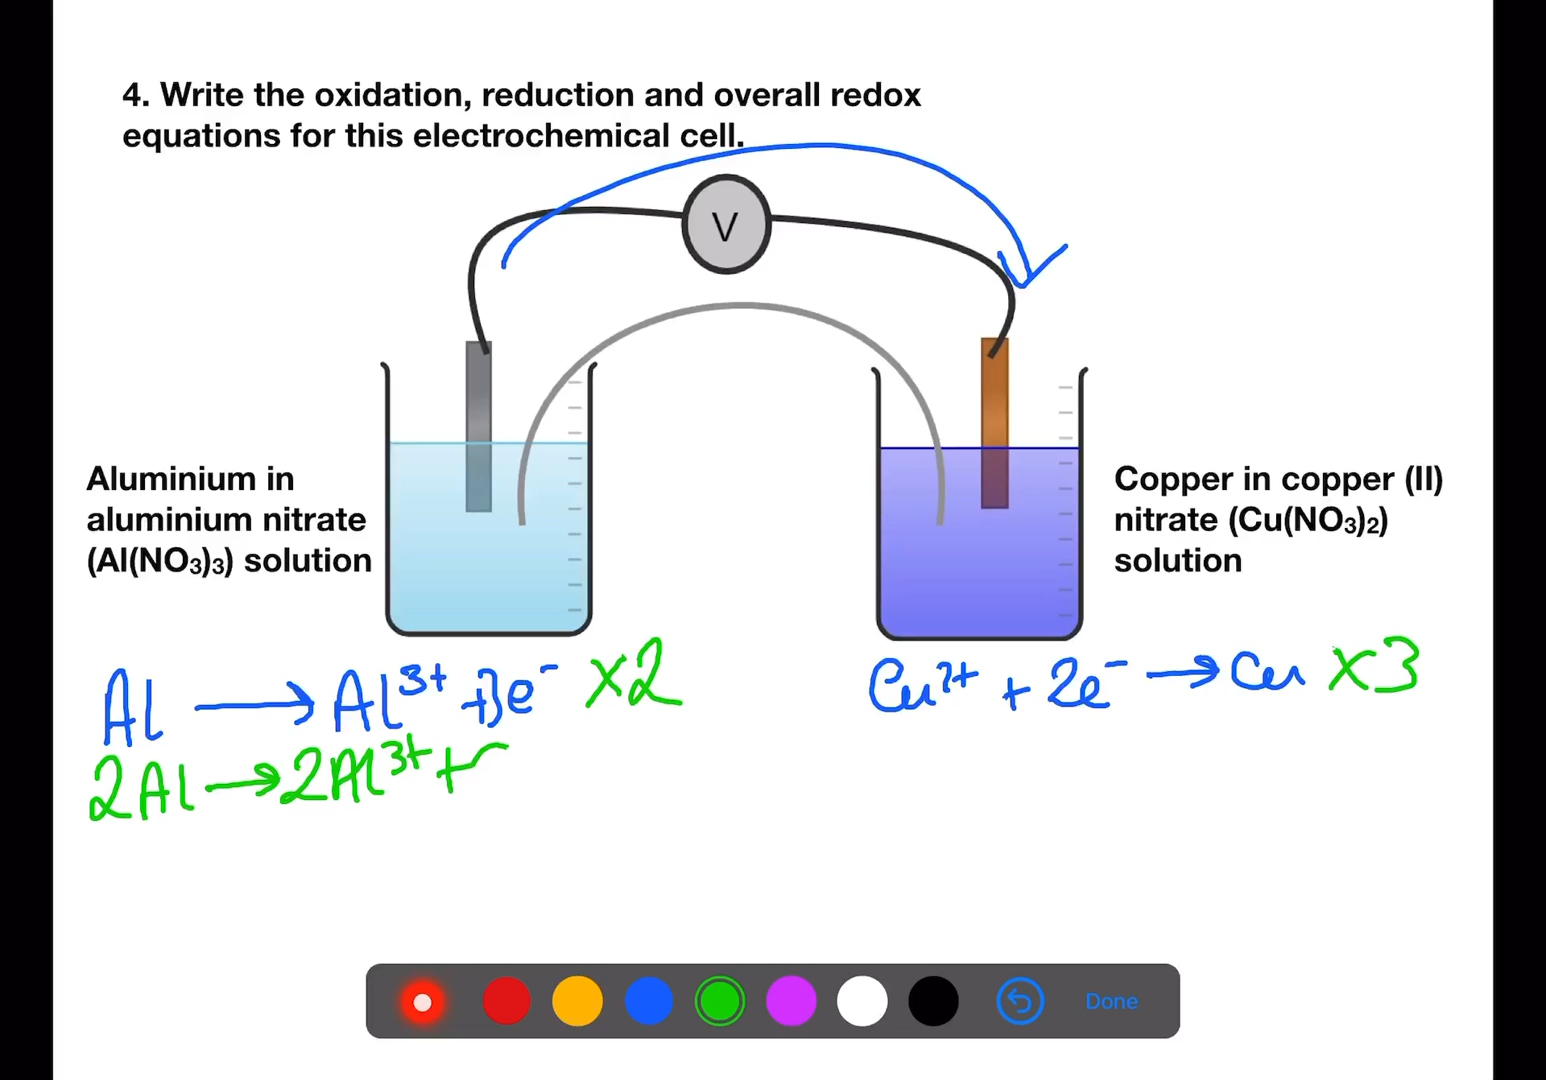 4. Write the oxidation, reduction and overall redox
equations for this electrochemical cell.
V
Aluminium in
aluminium nitrate
(Al(NO₃)₃) solution
Copper in copper (II)
nitrate (Cu(NO₃)₂)
solution
Al → Al³⁺ + 3e⁻ ×2
Cu²⁺ + 2e⁻ → Cu ×3
2Al → 2Al³⁺ +
Done